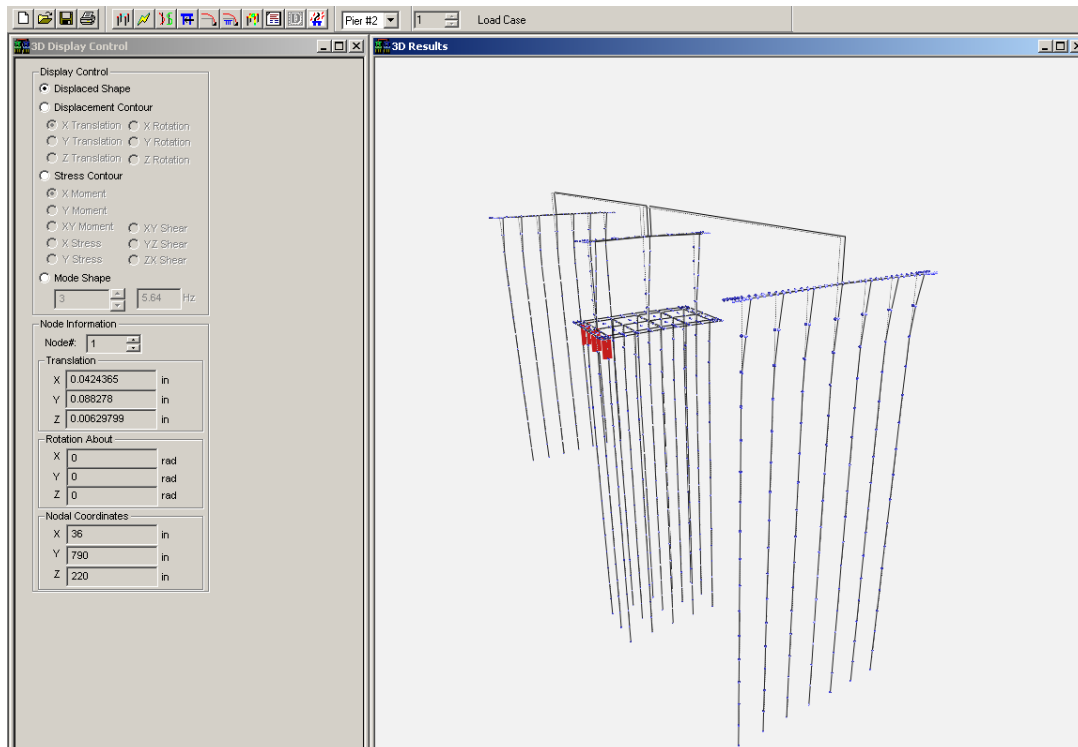 Pier #2 1 Load Case
3D Display Control
3D Results
Display Control
Displaced Shape
Displacement Contour
X Translation X Rotation
Y Translation Y Rotation
Z Translation Z Rotation
Stress Contour
X Moment
Y Moment
XY Moment XY Shear
X Stress YZ Shear
Y Stress ZX Shear
Mode Shape
3 5.64 Hz
Node Information
Node#: 1
Translation
X 0.0424365 in
Y 0.088278 in
Z 0.00629799 in
Rotation About
X 0 rad
Y 0 rad
Z 0 rad
Nodal Coordinates
X 36 in
Y 790 in
Z 220 in